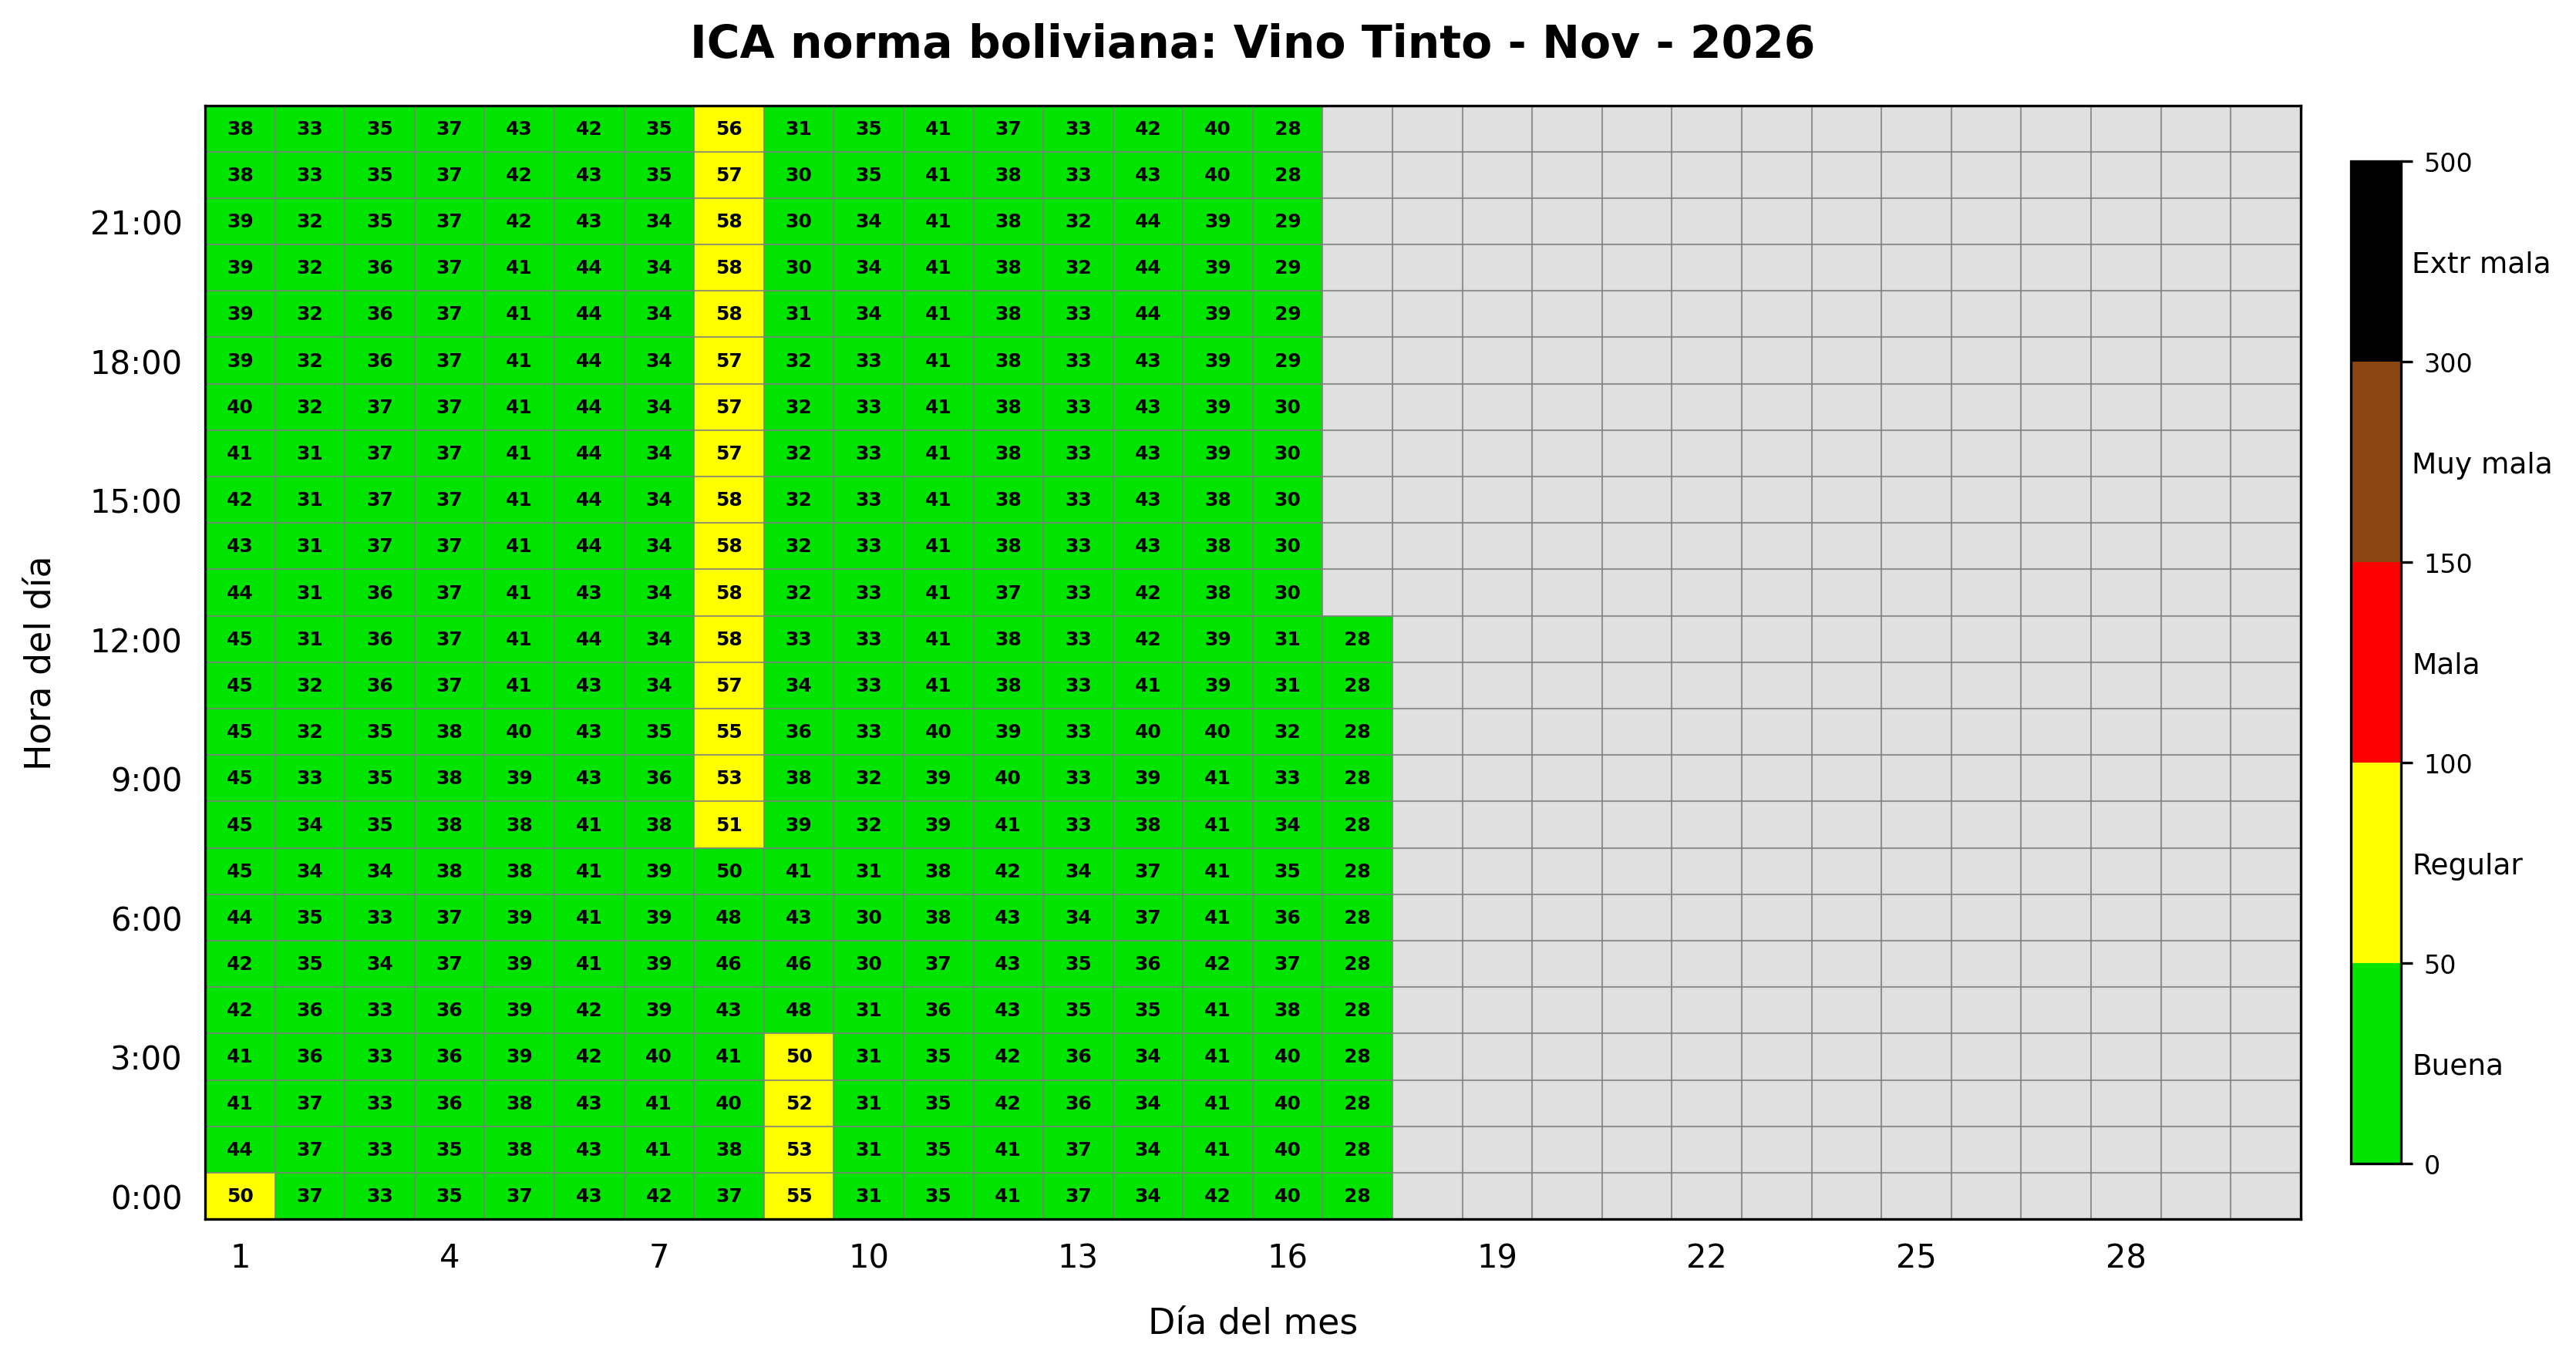 ICA norma boliviana: Vino Tinto - Nov - 2026
38 33 35 37 43 42 35 56 31 35 41 37 33 42 40 28
38 33 35 37 42 43 35 57 30 35 41 38 33 43 40 28
21:00 39 32 35 37 42 43 34 58 30 34 41 38 32 44 39 29
39 32 36 37 41 44 34 58 30 34 41 38 32 44 39 29
39 32 36 37 41 44 34 58 31 34 41 38 33 44 39 29
18:00 39 32 36 37 41 44 34 57 32 33 41 38 33 43 39 29
40 32 37 37 41 44 34 57 32 33 41 38 33 43 39 30
41 31 37 37 41 44 34 57 32 33 41 38 33 43 39 30
15:00 42 31 37 37 41 44 34 58 32 33 41 38 33 43 38 30
43 31 37 37 41 44 34 58 32 33 41 38 33 43 38 30
44 31 36 37 41 43 34 58 32 33 41 37 33 42 38 30
12:00 45 31 36 37 41 44 34 58 33 33 41 38 33 42 39 31 28
45 32 36 37 41 43 34 57 34 33 41 38 33 41 39 31 28
45 32 35 38 40 43 35 55 36 33 40 39 33 40 40 32 28
9:00 45 33 35 38 39 43 36 53 38 32 39 40 33 39 41 33 28
45 34 35 38 38 41 38 51 39 32 39 41 33 38 41 34 28
45 34 34 38 38 41 39 50 41 31 38 42 34 37 41 35 28
6:00 44 35 33 37 39 41 39 48 43 30 38 43 34 37 41 36 28
42 35 34 37 39 41 39 46 46 30 37 43 35 36 42 37 28
42 36 33 36 39 42 39 43 48 31 36 43 35 35 41 38 28
3:00 41 36 33 36 39 42 40 41 50 31 35 42 36 34 41 40 28
41 37 33 36 38 43 41 40 52 31 35 42 36 34 41 40 28
44 37 33 35 38 43 41 38 53 31 35 41 37 34 41 40 28
0:00 50 37 33 35 37 43 42 37 55 31 35 41 37 34 42 40 28
1 4 7 10 13 16 19 22 25 28
Día del mes
Hora del día
500
Extr mala
300
Muy mala
150
Mala
100
Regular
50
Buena
0